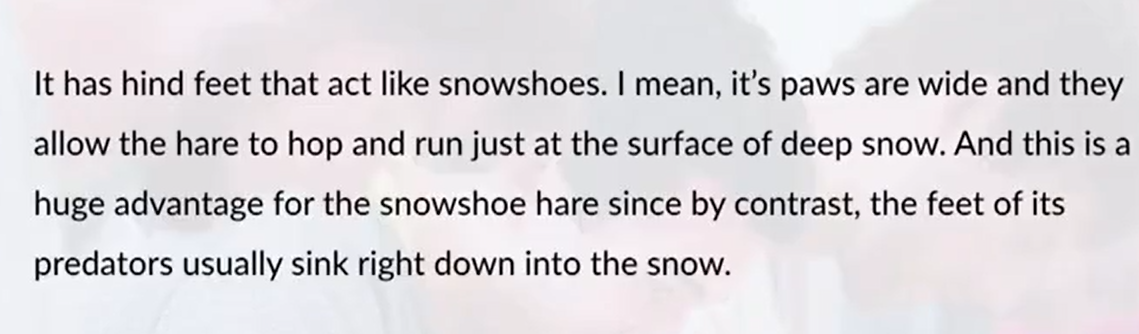 It has hind feet that act like snowshoes. I mean, it’s paws are wide and they
allow the hare to hop and run just at the surface of deep snow. And this is a
huge advantage for the snowshoe hare since by contrast, the feet of its
predators usually sink right down into the snow.